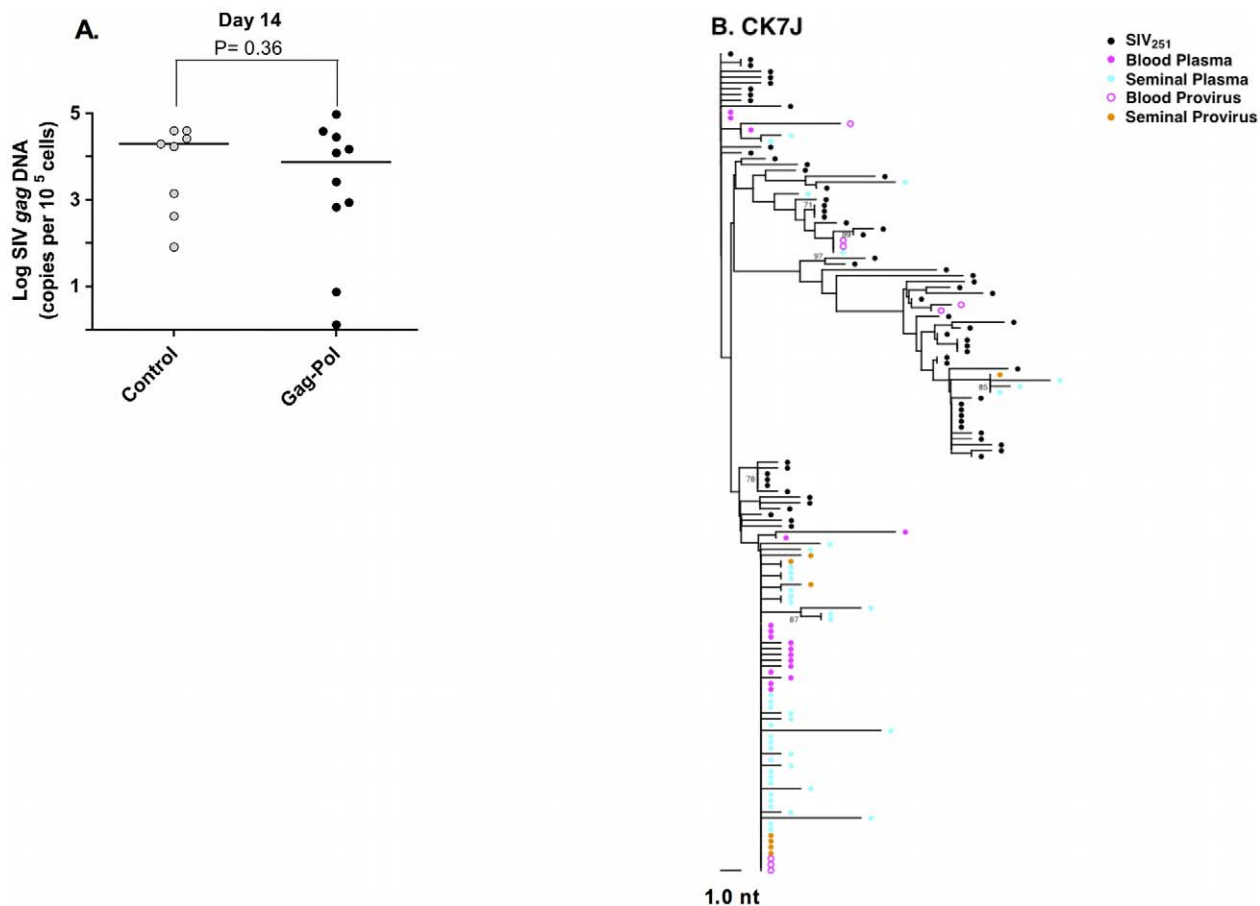 A.
Day 14
P= 0.36
Log SIV gag DNA
(copies per 10 5 cells)
5
3
1
Control
Gag-Pol
B. CK7J
SIV251
Blood Plasma
Seminal Plasma
Blood Provirus
Seminal Provirus
71
99
97
85
78
87
1.0 nt